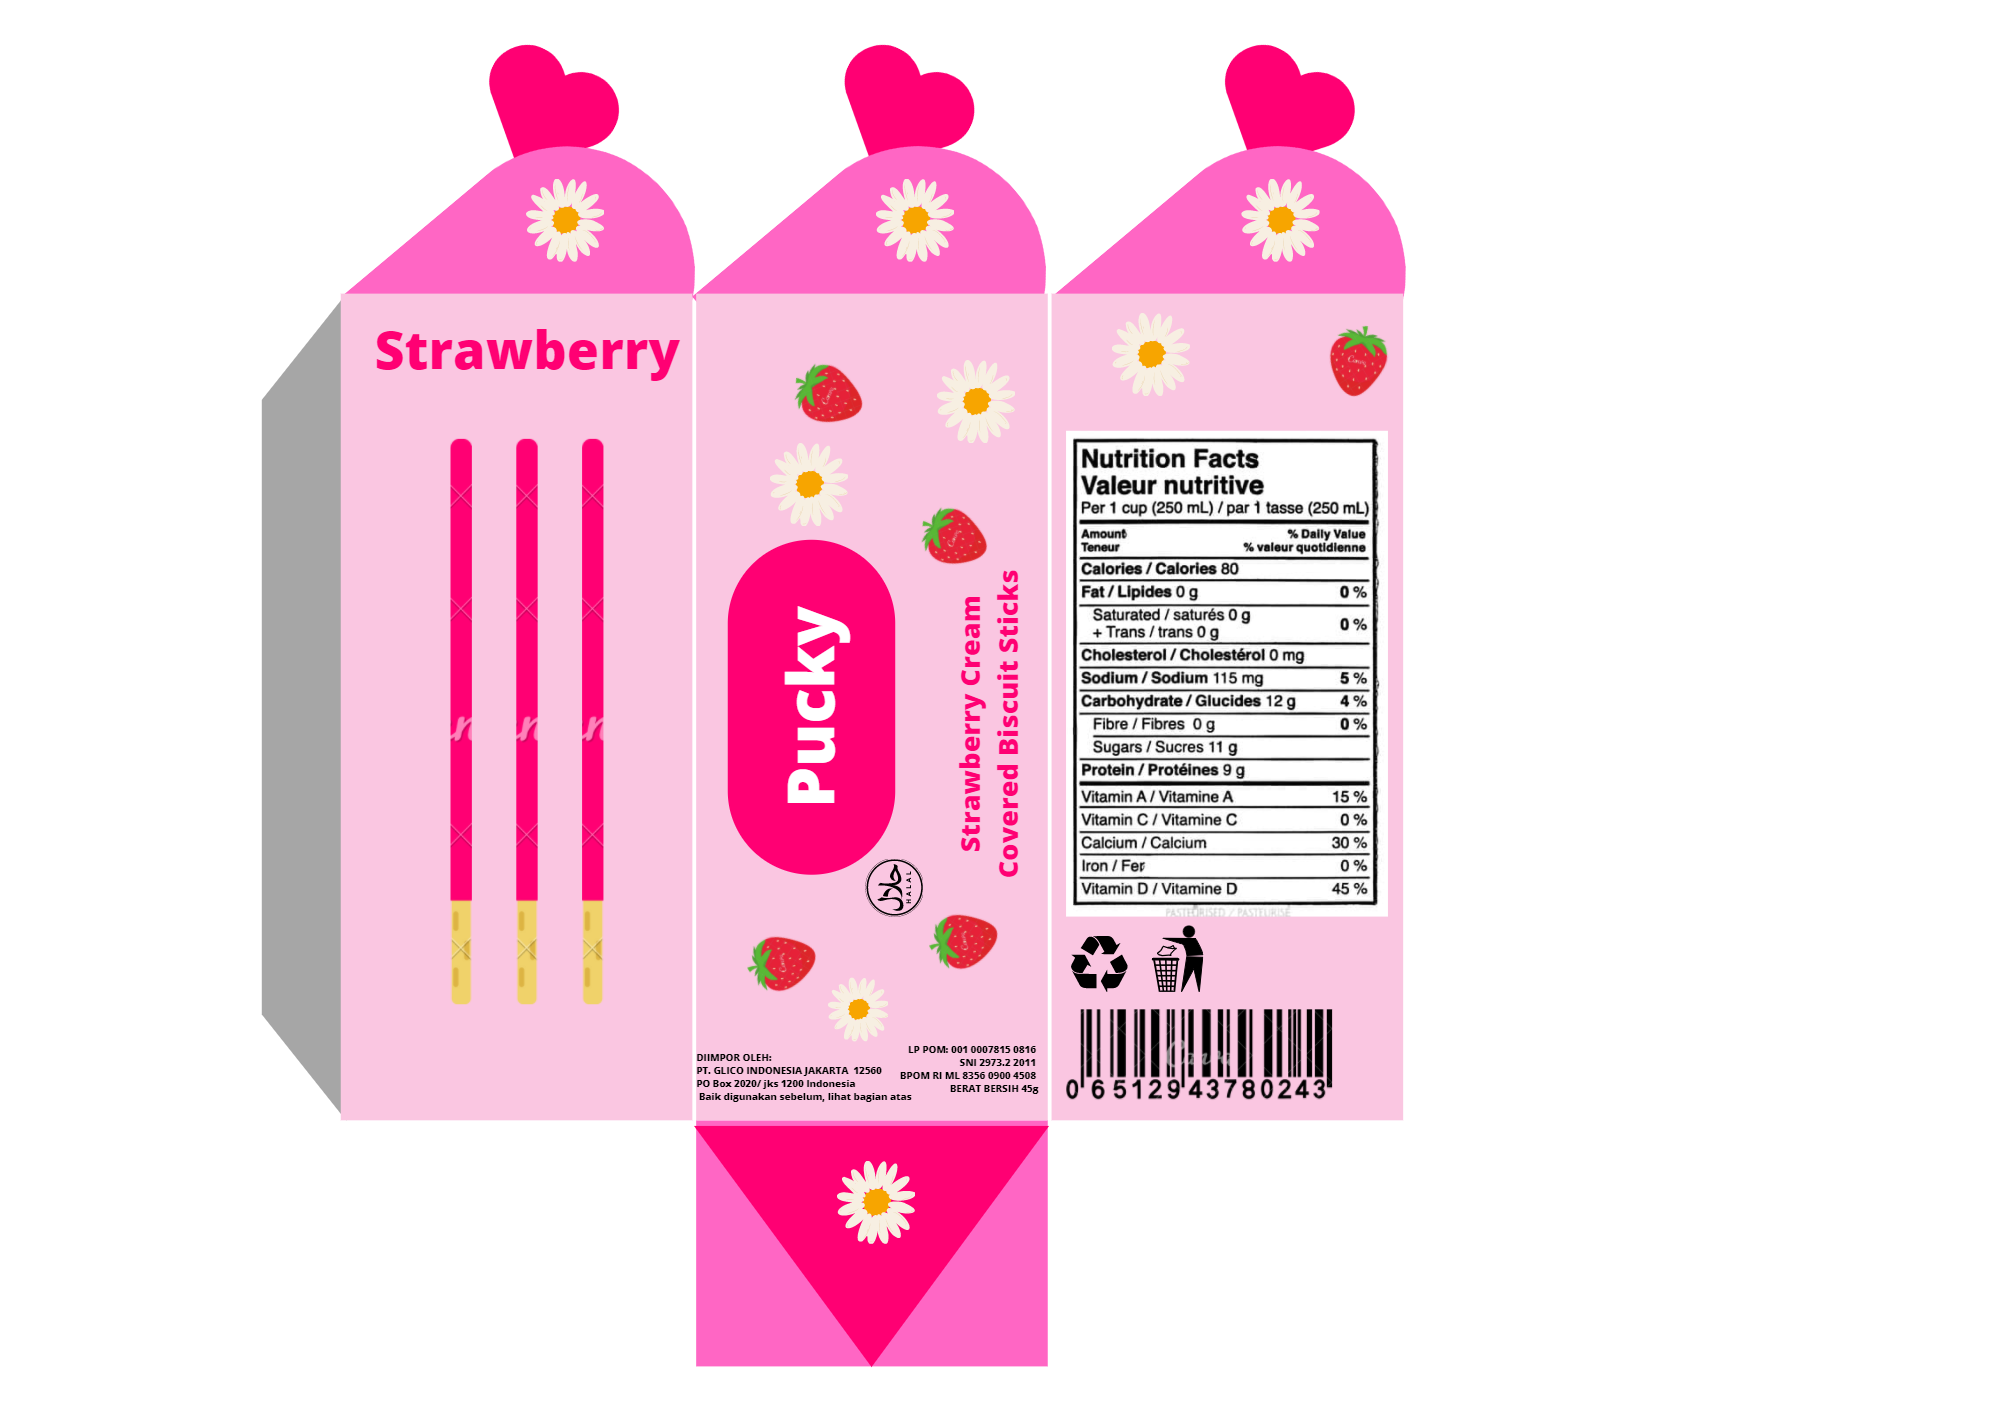 Strawberry
Pucky
Strawberry Cream
Covered Biscuit Sticks
حلال
HALAL
DIIMPOR OLEH:
PT. GLICO INDONESIA JAKARTA 12560
PO Box 2020/ jks 1200 Indonesia
Baik digunakan sebelum, lihat bagian atas
LP POM: 001 0007815 0816
SNI 2973.2 2011
BPOM RI ML 8356 0900 4508
BERAT BERSIH 45g
Nutrition Facts
Valeur nutritive
Per 1 cup (250 mL) / par 1 tasse (250 mL)
Amount % Daily Value
Teneur % valeur quotidienne
Calories / Calories 80
Fat / Lipides 0 g 0 %
Saturated / saturés 0 g
+ Trans / trans 0 g 0 %
Cholesterol / Cholestérol 0 mg
Sodium / Sodium 115 mg 5 %
Carbohydrate / Glucides 12 g 4 %
Fibre / Fibres 0 g 0 %
Sugars / Sucres 11 g
Protein / Protéines 9 g
Vitamin A / Vitamine A 15 %
Vitamin C / Vitamine C 0 %
Calcium / Calcium 30 %
Iron / Fer 0 %
Vitamin D / Vitamine D 45 %
PASTEURISED / PASTEURISÉ
Canva
0 65129 43780243